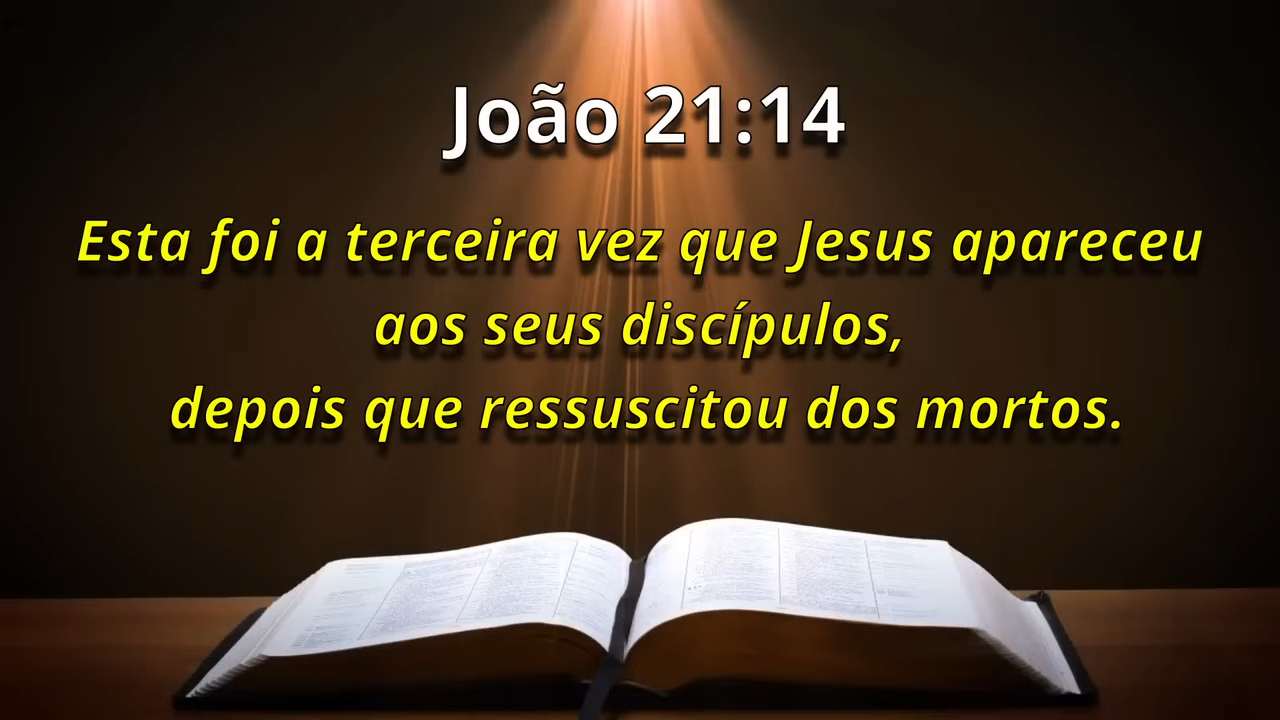 João 21:14
Esta foi a terceira vez que Jesus apareceu
aos seus discípulos,
depois que ressuscitou dos mortos.